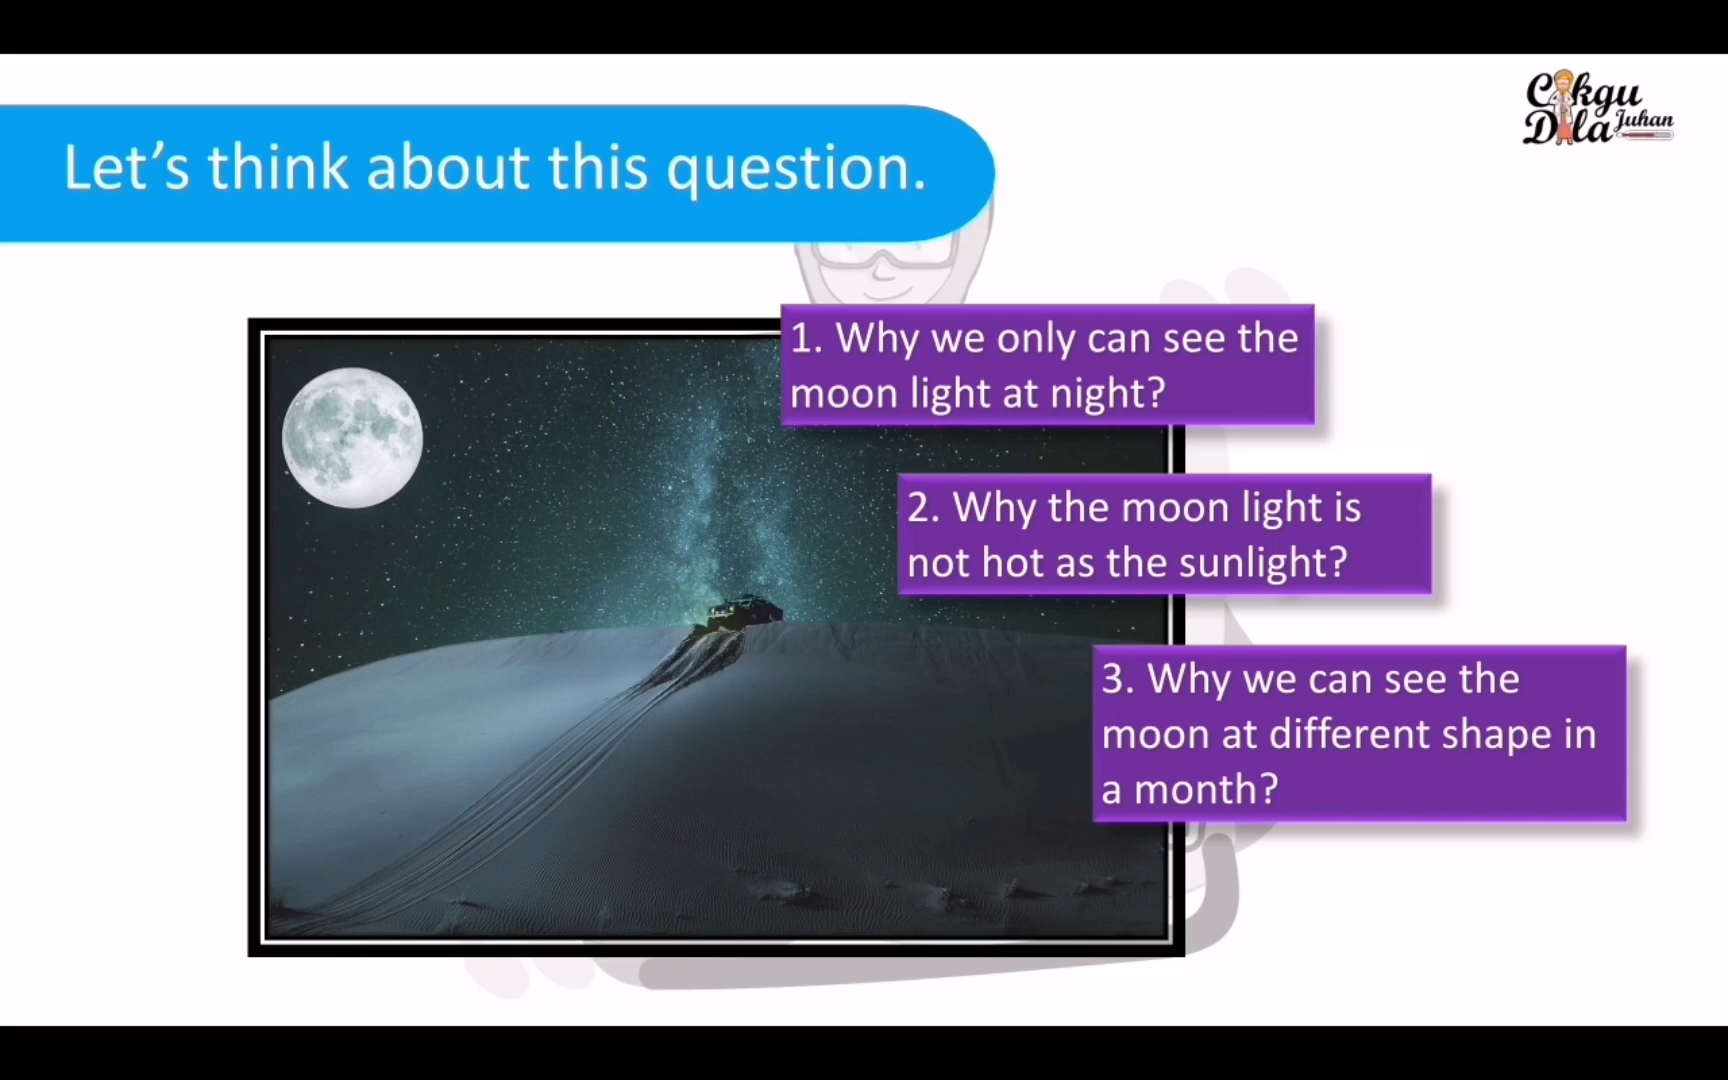 Cikgu
Dila Juhan
Let's think about this question.
1. Why we only can see the
moon light at night?
2. Why the moon light is
not hot as the sunlight?
3. Why we can see the
moon at different shape in
a month?